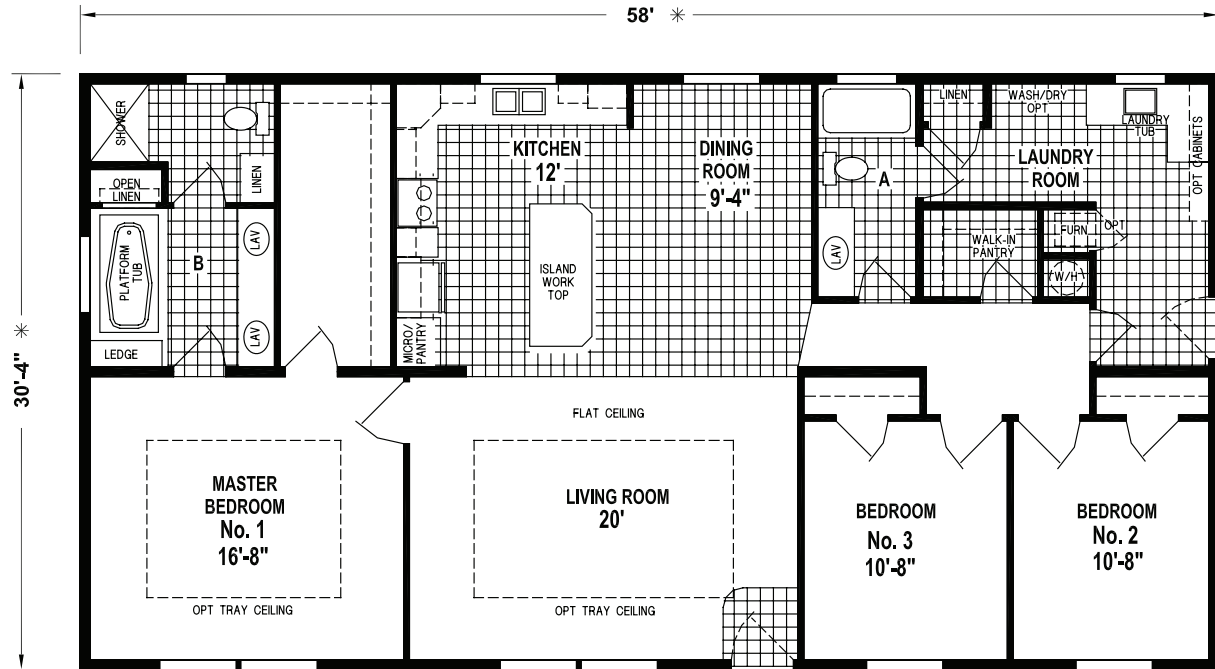 58' ✳
30'-4" ✳
SHOWER
OPEN
LINEN
LINEN
PLATFORM
TUB
B
LAV
LAV
LEDGE
KITCHEN
12'
ISLAND
WORK
TOP
MICRO/
PANTRY
DINING
ROOM
9'-4"
A
LAV
LINEN
WASH/DRY
OPT
LAUNDRY
TUB
OPT CABINETS
LAUNDRY
ROOM
WALK-IN
PANTRY
FURN
OPT
W/H
MASTER
BEDROOM
No. 1
16'-8"
OPT TRAY CEILING
FLAT CEILING
LIVING ROOM
20'
OPT TRAY CEILING
BEDROOM
No. 3
10'-8"
BEDROOM
No. 2
10'-8"